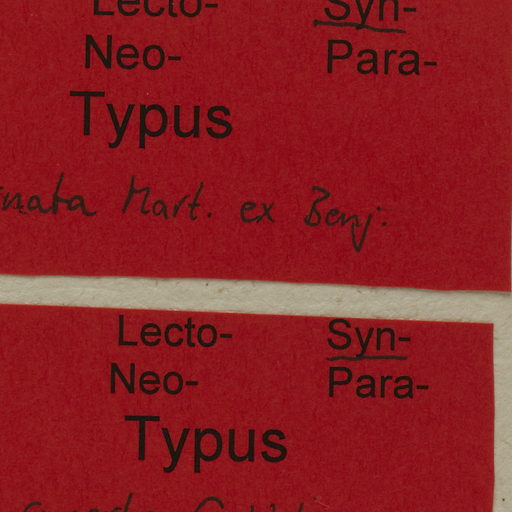 Lecto- Syn-
Neo- Para-
Typus
Mart. ex Benj.
Lecto- Syn-
Neo- Para-
Typus